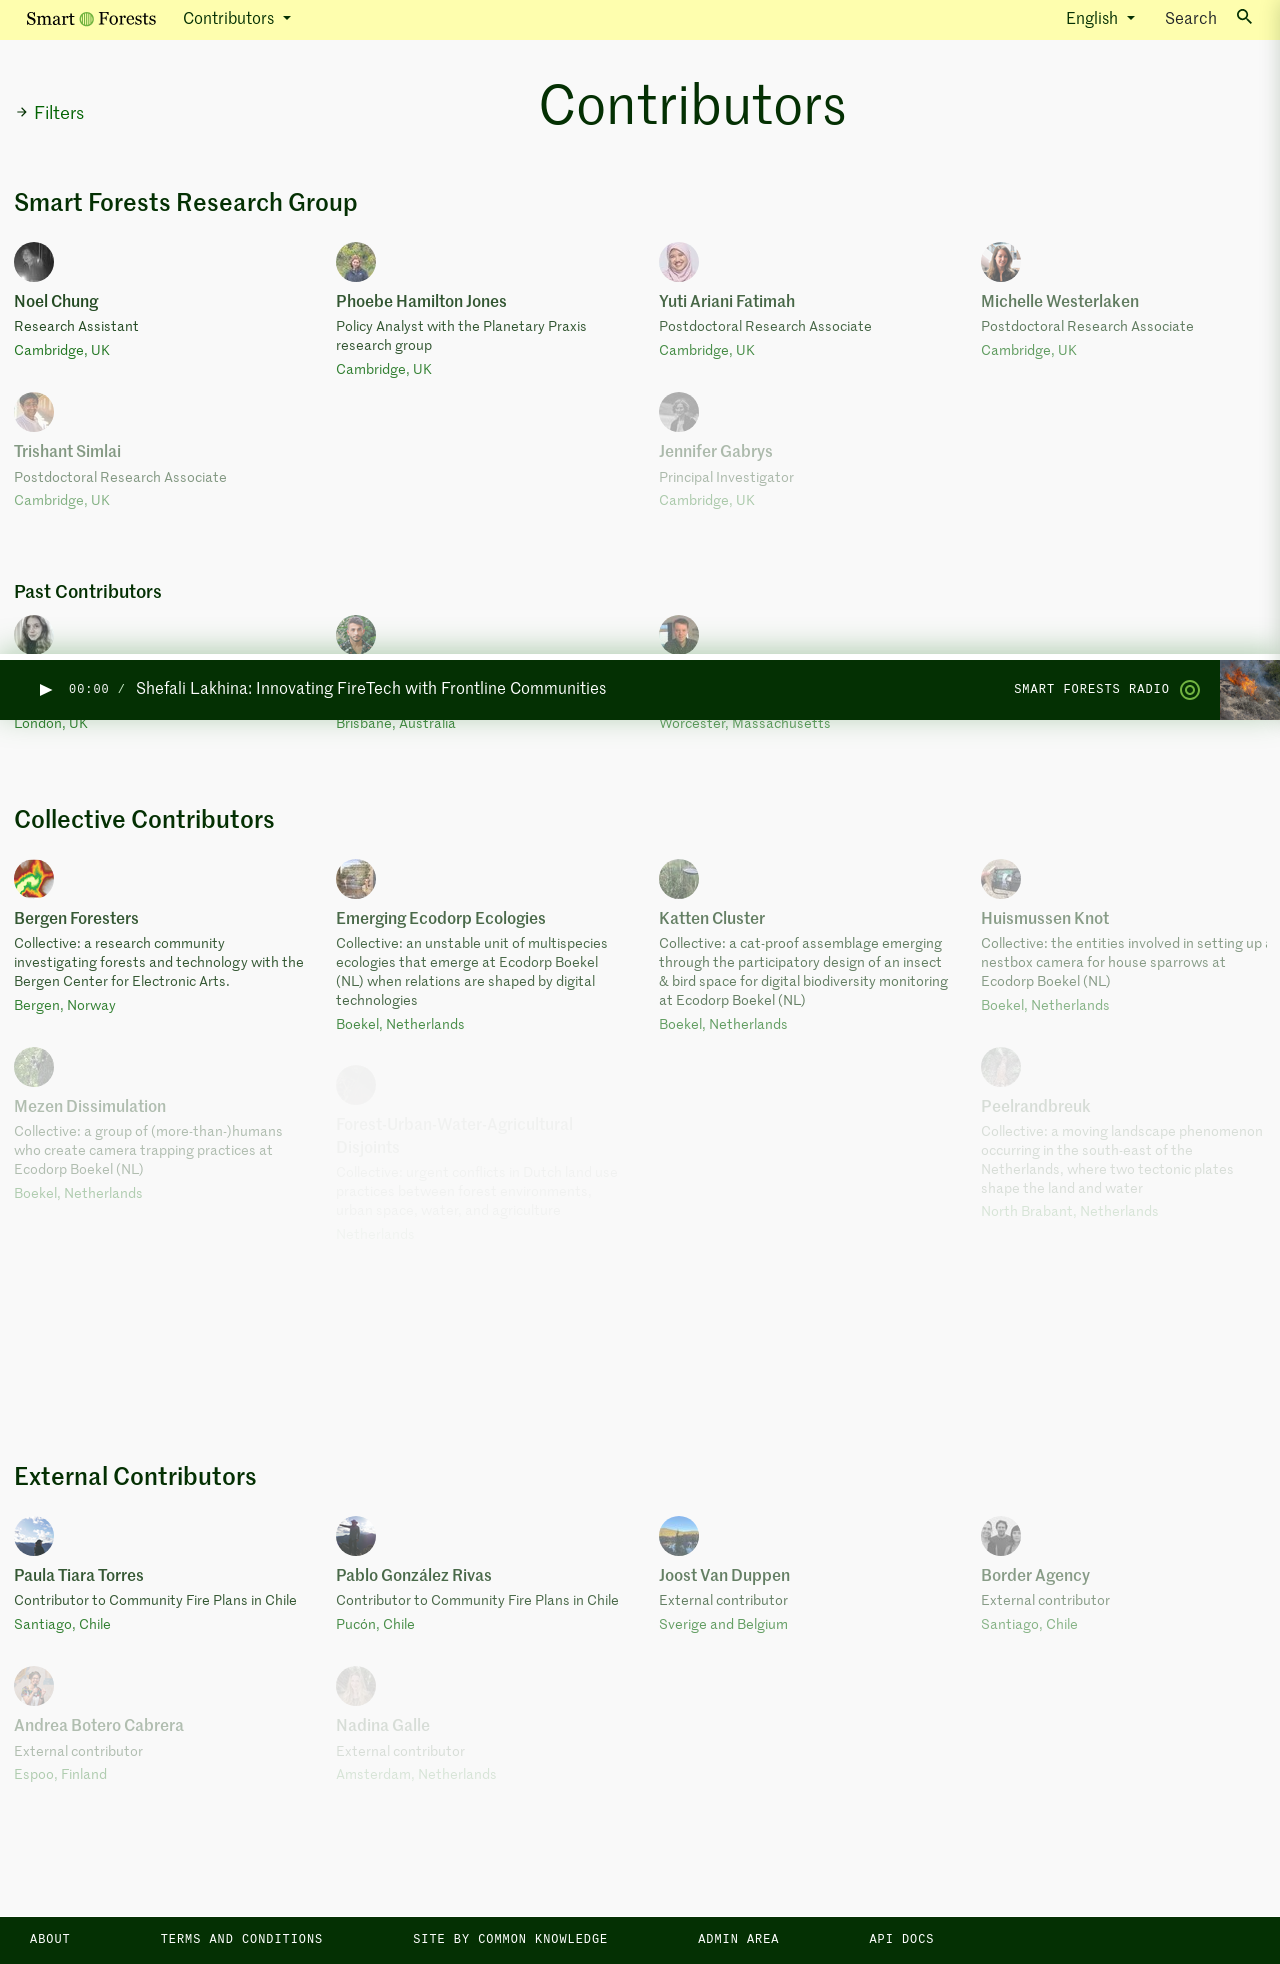 Smart Forests
Contributors
English
Search
→ Filters
Contributors
Smart Forests Research Group
Noel Chung
Research Assistant
Cambridge, UK
Phoebe Hamilton Jones
Policy Analyst with the Planetary Praxis
research group
Cambridge, UK
Yuti Ariani Fatimah
Postdoctoral Research Associate
Cambridge, UK
Michelle Westerlaken
Postdoctoral Research Associate
Cambridge, UK
Trishant Simlai
Postdoctoral Research Associate
Cambridge, UK
Jennifer Gabrys
Principal Investigator
Cambridge, UK
Past Contributors
▶ 00:00 / Shefali Lakhina: Innovating FireTech with Frontline Communities
SMART FORESTS RADIO
London, UK
Brisbane, Australia
Worcester, Massachusetts
Collective Contributors
Bergen Foresters
Collective: a research community
investigating forests and technology with the
Bergen Center for Electronic Arts.
Bergen, Norway
Emerging Ecodorp Ecologies
Collective: an unstable unit of multispecies
ecologies that emerge at Ecodorp Boekel
(NL) when relations are shaped by digital
technologies
Boekel, Netherlands
Katten Cluster
Collective: a cat-proof assemblage emerging
through the participatory design of an insect
& bird space for digital biodiversity monitoring
at Ecodorp Boekel (NL)
Boekel, Netherlands
Huismussen Knot
Collective: the entities involved in setting up a
nestbox camera for house sparrows at
Ecodorp Boekel (NL)
Boekel, Netherlands
Mezen Dissimulation
Collective: a group of (more-than-)humans
who create camera trapping practices at
Ecodorp Boekel (NL)
Boekel, Netherlands
Forest-Urban-Water-Agricultural
Disjoints
Collective: urgent conflicts in Dutch land use
practices between forest environments,
urban space, water, and agriculture
Netherlands
Peelrandbreuk
Collective: a moving landscape phenomenon
occurring in the south-east of the
Netherlands, where two tectonic plates
shape the land and water
North Brabant, Netherlands
External Contributors
Paula Tiara Torres
Contributor to Community Fire Plans in Chile
Santiago, Chile
Pablo González Rivas
Contributor to Community Fire Plans in Chile
Pucón, Chile
Joost Van Duppen
External contributor
Sverige and Belgium
Border Agency
External contributor
Santiago, Chile
Andrea Botero Cabrera
External contributor
Espoo, Finland
Nadina Galle
External contributor
Amsterdam, Netherlands
ABOUT
TERMS AND CONDITIONS
SITE BY COMMON KNOWLEDGE
ADMIN AREA
API DOCS